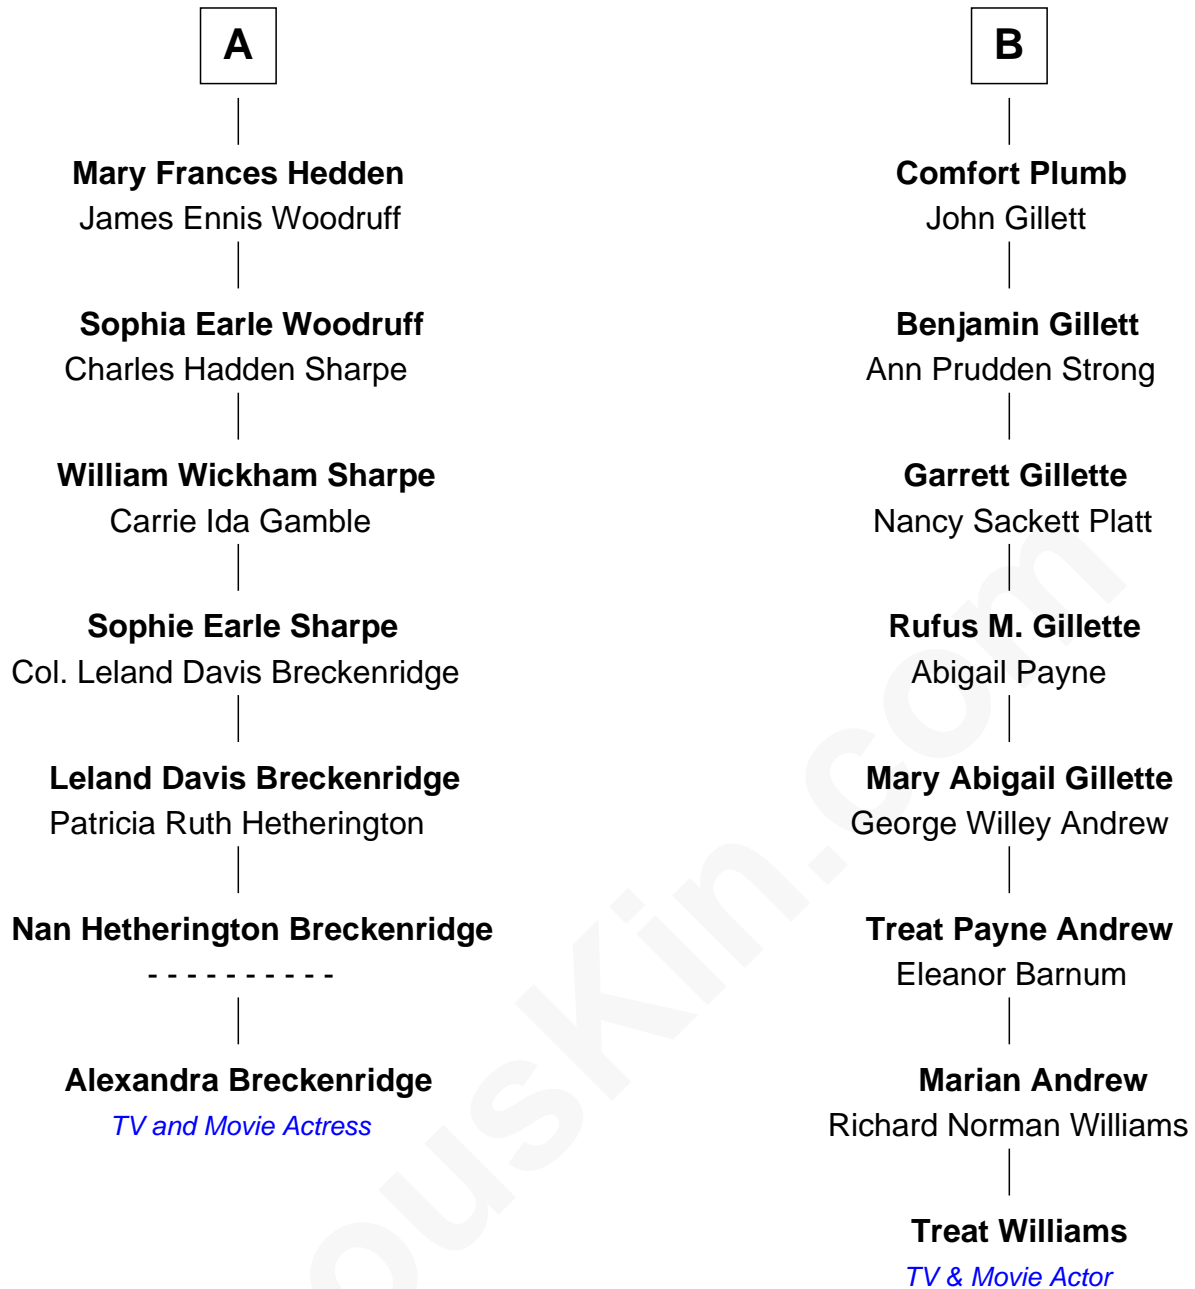 A
Mary Frances Hedden
James Ennis Woodruff
Sophia Earle Woodruff
Charles Hadden Sharpe
William Wickham Sharpe
Carrie Ida Gamble
Sophie Earle Sharpe
Col. Leland Davis Breckenridge
Leland Davis Breckenridge
Patricia Ruth Hetherington
Nan Hetherington Breckenridge
- - - - - - - - - -
Alexandra Breckenridge
TV and Movie Actress
B
Comfort Plumb
John Gillett
Benjamin Gillett
Ann Prudden Strong
Garrett Gillette
Nancy Sackett Platt
Rufus M. Gillette
Abigail Payne
Mary Abigail Gillette
George Willey Andrew
Treat Payne Andrew
Eleanor Barnum
Marian Andrew
Richard Norman Williams
Treat Williams
TV & Movie Actor
ousKin.com